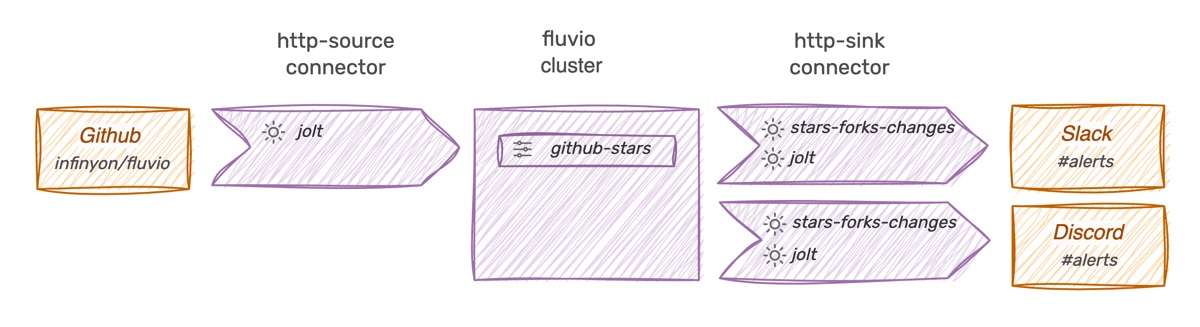 http-source
connector
fluvio
cluster
http-sink
connector
Github
infinyon/fluvio
jolt
github-stars
stars-forks-changes
jolt
Slack
#alerts
stars-forks-changes
jolt
Discord
#alerts